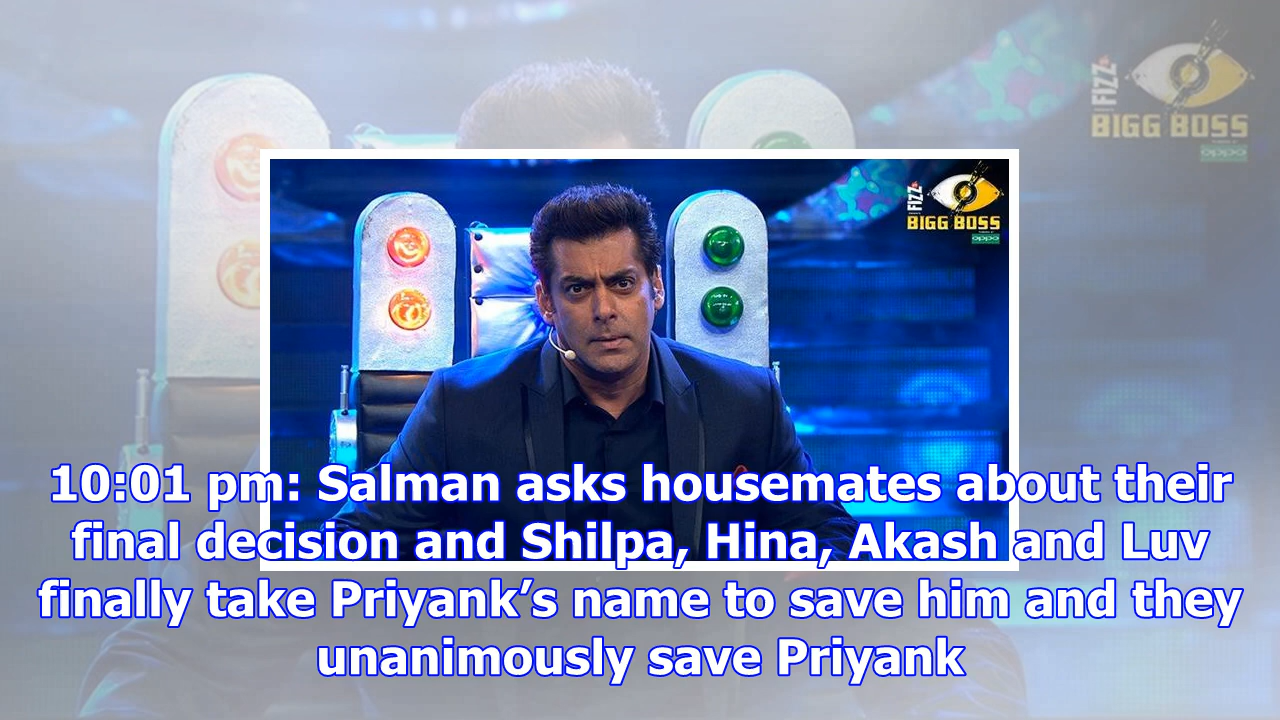 FIZZ
BIGG BOSS
oppo
FIZZ
BIGG BOSS
oppo
10:01 pm: Salman asks housemates about their
final decision and Shilpa, Hina, Akash and Luv
finally take Priyank’s name to save him and they
unanimously save Priyank